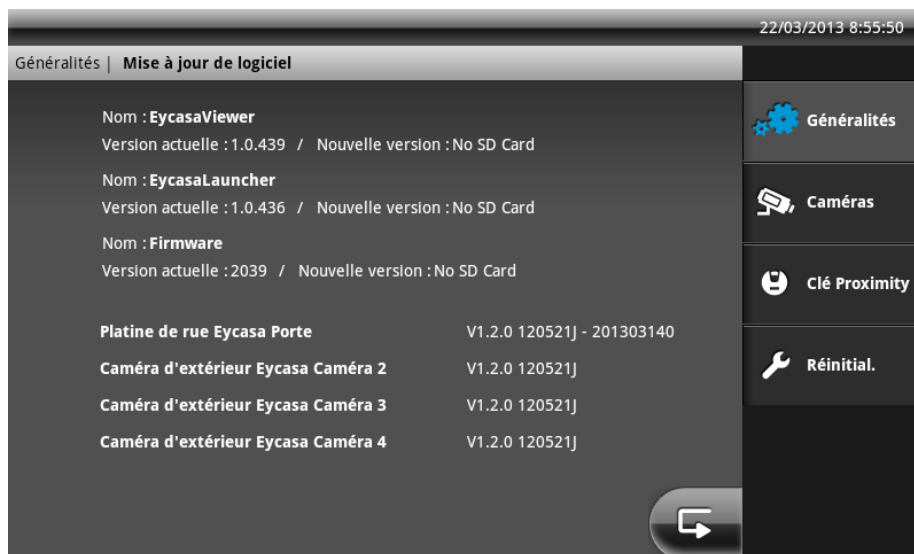 22/03/2013 8:55:50
Généralités | Mise à jour de logiciel
Nom : EycasaViewer
Version actuelle : 1.0.439 / Nouvelle version : No SD Card
Nom : EycasaLauncher
Version actuelle : 1.0.436 / Nouvelle version : No SD Card
Nom : Firmware
Version actuelle : 2039 / Nouvelle version : No SD Card
Platine de rue Eycasa Porte V1.2.0 120521J - 201303140
Caméra d'extérieur Eycasa Caméra 2 V1.2.0 120521J
Caméra d'extérieur Eycasa Caméra 3 V1.2.0 120521J
Caméra d'extérieur Eycasa Caméra 4 V1.2.0 120521J
Généralités
Caméras
Clé Proximity
Réinitial.